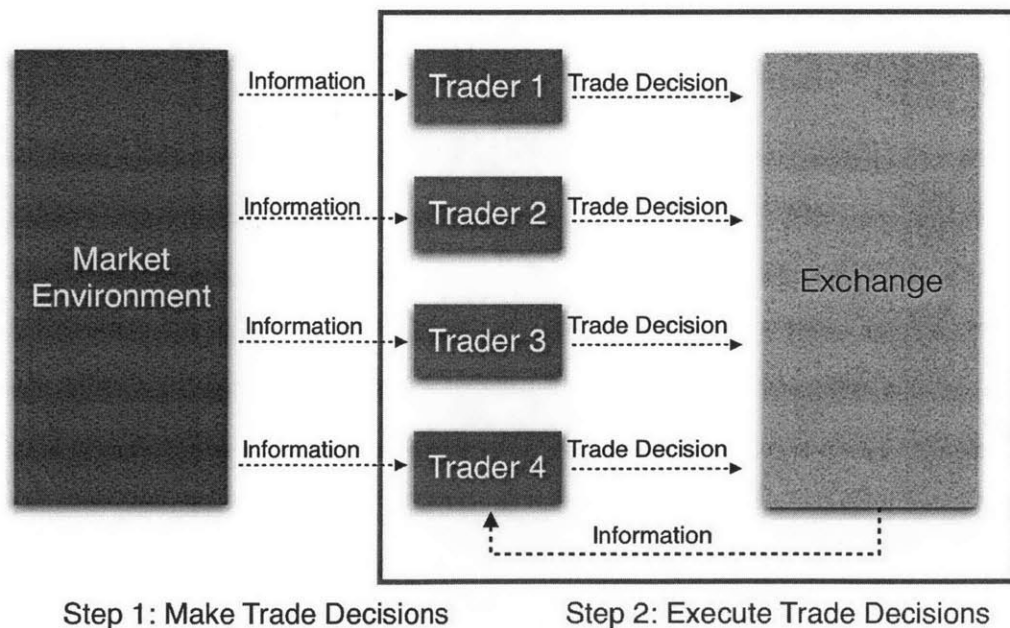 Information
Trader 1
Trade Decision
Information
Trader 2
Trade Decision
Market
Environment
Exchange
Information
Trader 3
Trade Decision
Information
Trader 4
Trade Decision
Information
Step 1: Make Trade Decisions
Step 2: Execute Trade Decisions